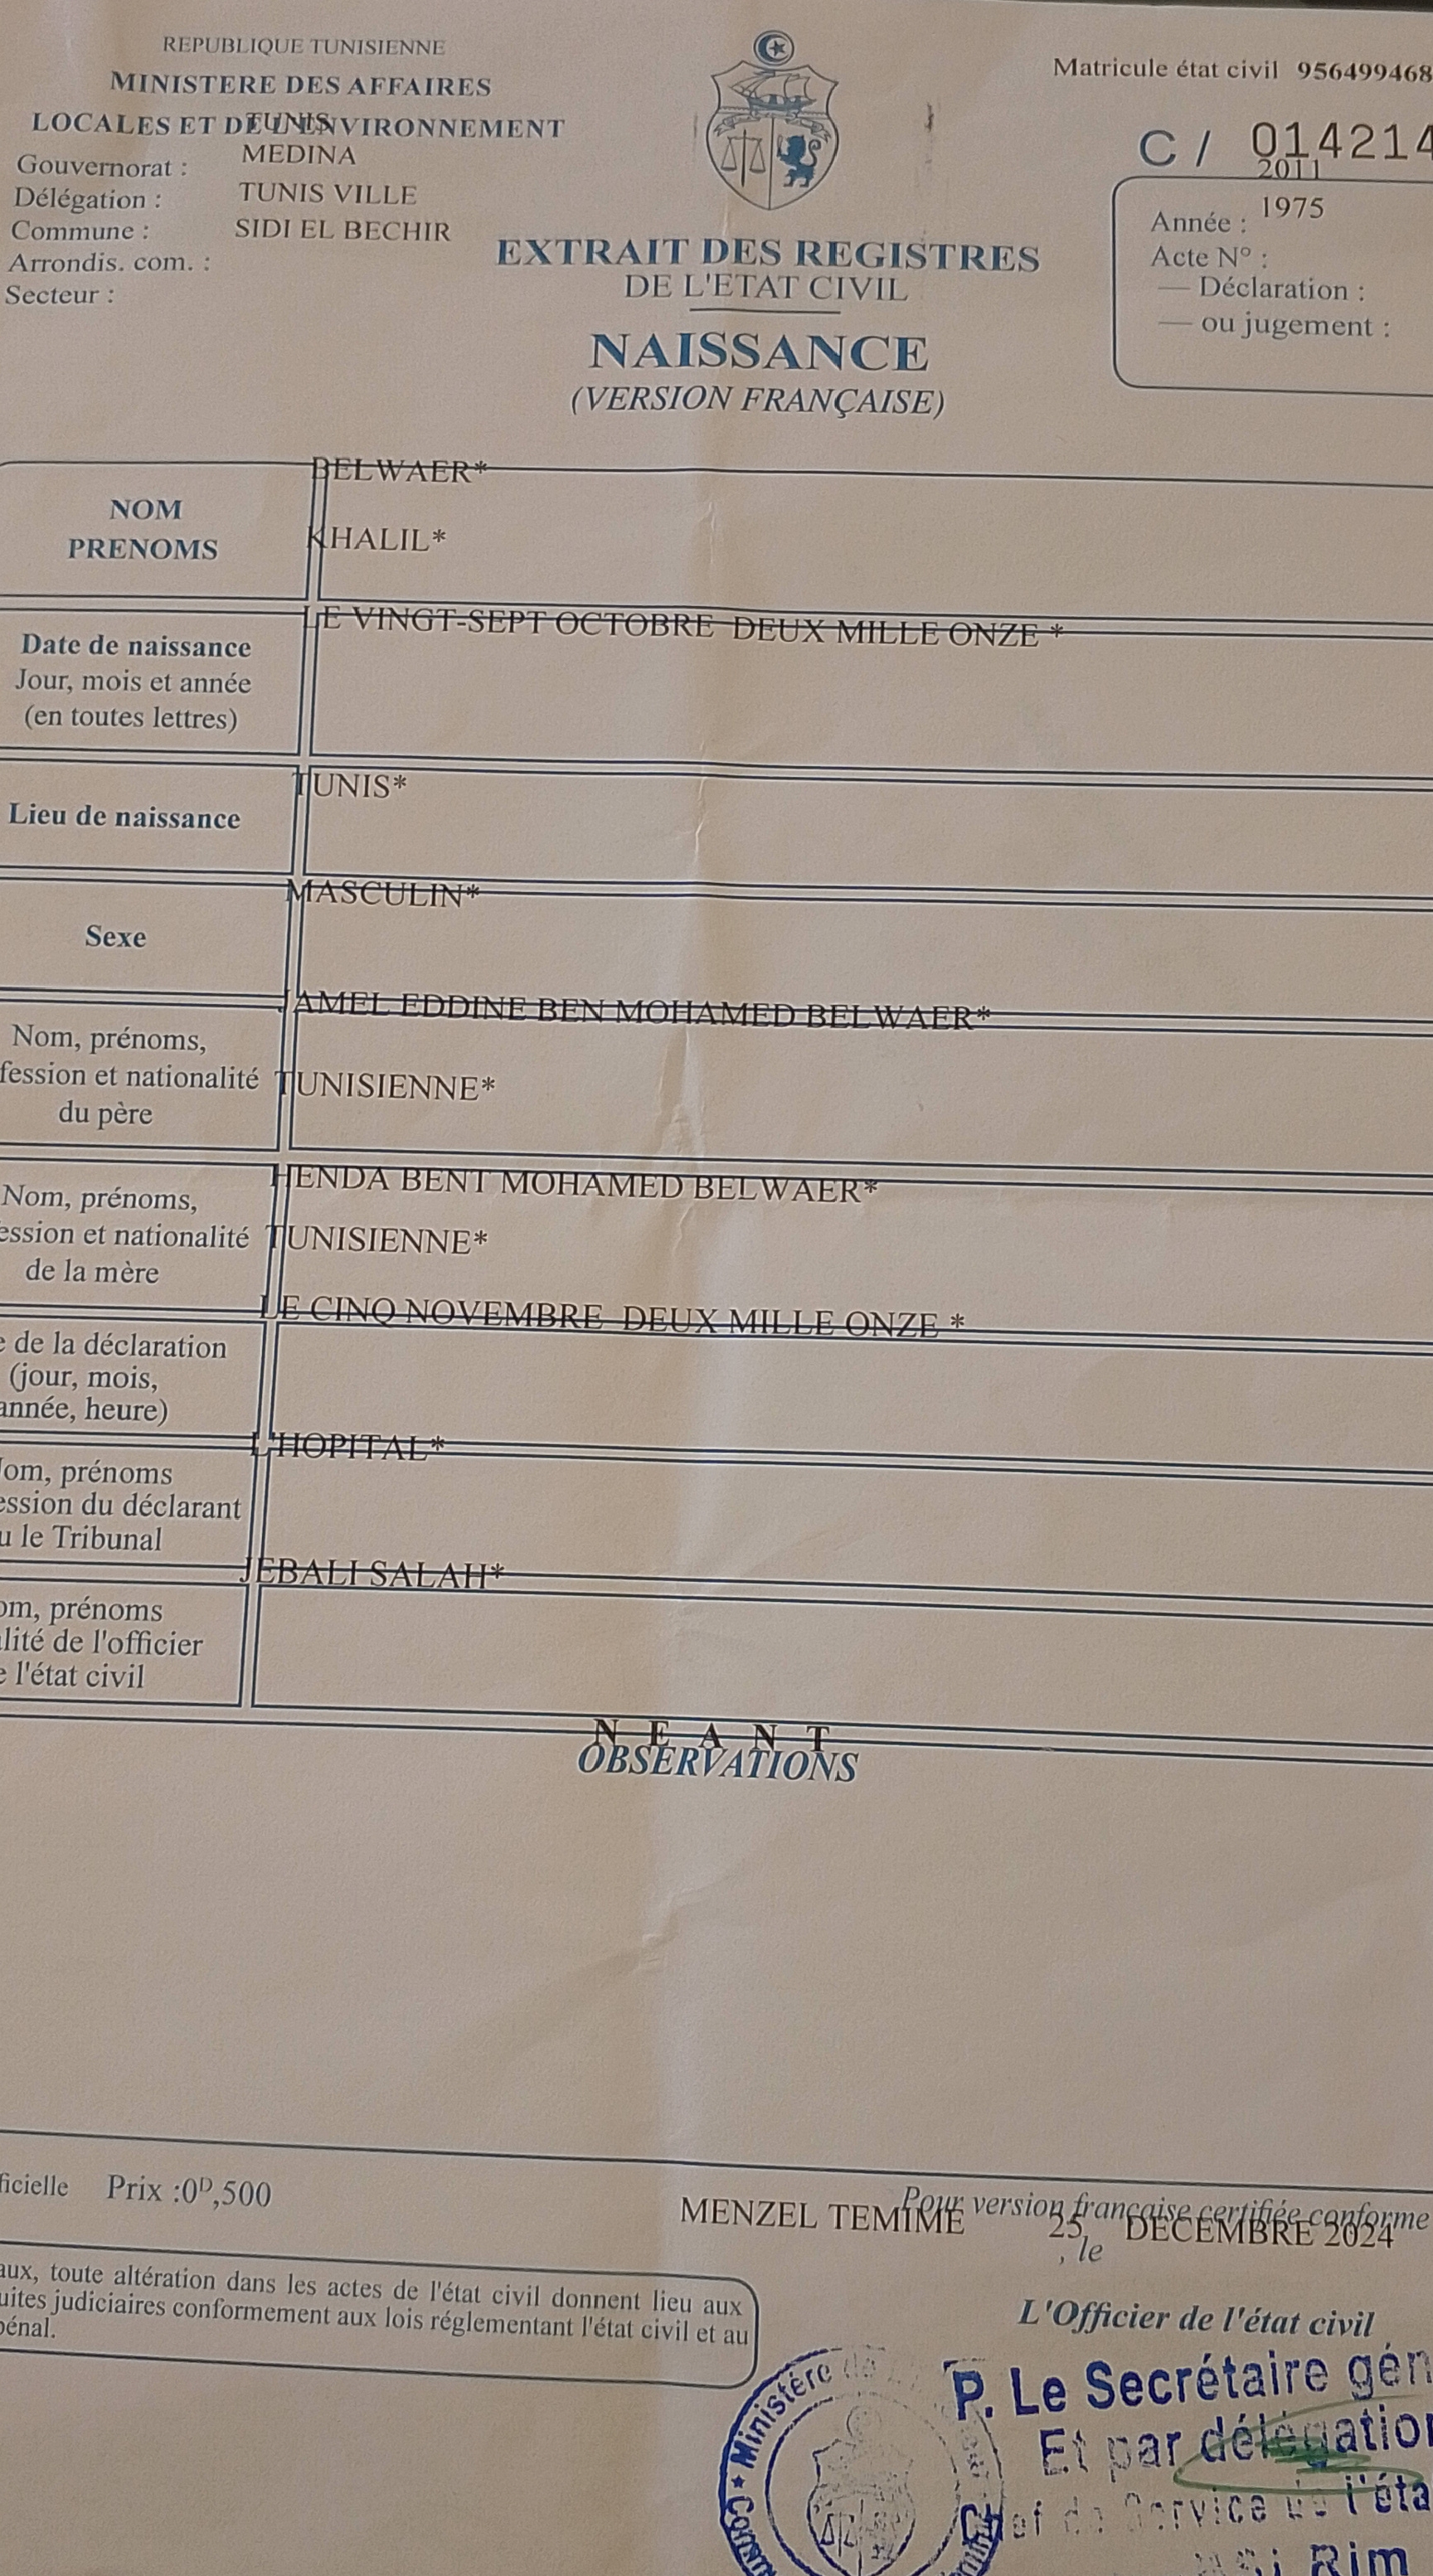 REPUBLIQUE TUNISIENNE
MINISTERE DES AFFAIRES
LOCALES ET DE L'ENVIRONNEMENT
TUNIS
Gouvernorat : MEDINA
Délégation : TUNIS VILLE
Commune : SIDI EL BECHIR
Arrondis. com. :
Secteur :
Matricule état civil 956499468
C / 014214
2011
Année : 1975
Acte N° :
— Déclaration :
— ou jugement :
EXTRAIT DES REGISTRES
DE L'ETAT CIVIL
NAISSANCE
(VERSION FRANÇAISE)
NOM
PRENOMS
BELWAER*
KHALIL*
Date de naissance
Jour, mois et année
(en toutes lettres)
LE VINGT-SEPT OCTOBRE DEUX MILLE ONZE *
Lieu de naissance
TUNIS*
Sexe
MASCULIN*
Nom, prénoms,
fession et nationalité
du père
JAMEL EDDINE BEN MOHAMED BELWAER*
TUNISIENNE*
Nom, prénoms,
ession et nationalité
de la mère
HENDA BENT MOHAMED BELWAER*
TUNISIENNE*
e de la déclaration
(jour, mois,
année, heure)
LE CINQ NOVEMBRE DEUX MILLE ONZE *
Nom, prénoms
ession du déclarant
u le Tribunal
L'HOPITAL*
om, prénoms
alité de l'officier
e l'état civil
JEBALI SALAH*
N E A N T
OBSERVATIONS
ficielle Prix :0ᴰ,500
Pour version française certifiée conforme
MENZEL TEMIME , le 25 DECEMBRE 2024
aux, toute altération dans les actes de l'état civil donnent lieu aux
uites judiciaires conformement aux lois réglementant l'état civil et au
pénal.
L'Officier de l'état civil
P. Le Secrétaire gén
Et par délégation
Chef de Service de l'éta
Rim
Ministère de